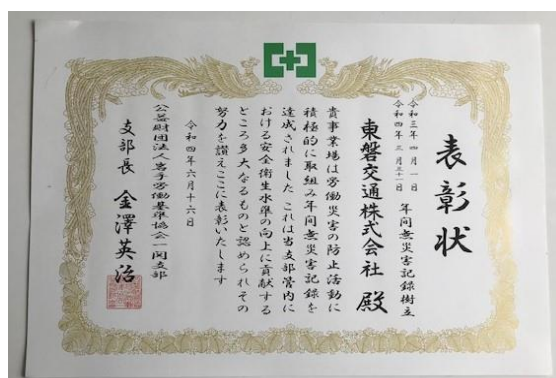 表彰状
令和三年四月一日
令和四年三月三十一日
年間無災害記録樹立
東磐交通株式会社 殿
貴事業場は労働災害の防止活動に
積極的に取組み年間無災害記録を
達成されました これは当支部管内に
おける安全衛生水準の向上に貢献する
ところ多大なるものと認められその
努力を讃えここに表彰いたします
令和四年六月十六日
公益財団法人岩手労働基準協会一関支部
支部長 金澤英治